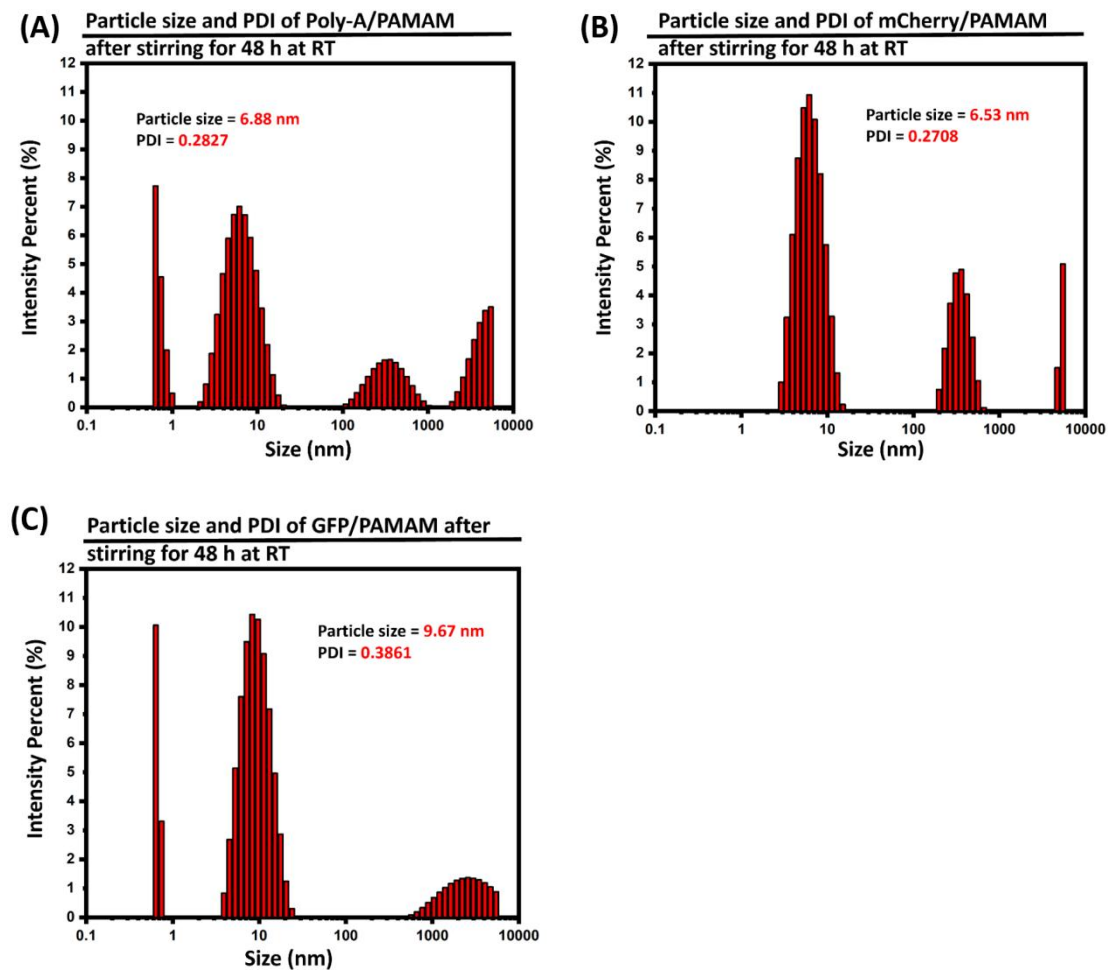 (A)
Particle size and PDI of Poly-A/PAMAM
after stirring for 48 h at RT
12
11
10
9
8
7
6
5
4
3
2
1
0
Intensity Percent (%)
Particle size = 6.88 nm
PDI = 0.2827
0.1 1 10 100 1000 10000
Size (nm)
(B)
Particle size and PDI of mCherry/PAMAM
after stirring for 48 h at RT
12
11
10
9
8
7
6
5
4
3
2
1
0
Intensity Percent (%)
Particle size = 6.53 nm
PDI = 0.2708
0.1 1 10 100 1000 10000
Size (nm)
(C)
Particle size and PDI of GFP/PAMAM after
stirring for 48 h at RT
12
11
10
9
8
7
6
5
4
3
2
1
0
Intensity Percent (%)
Particle size = 9.67 nm
PDI = 0.3861
0.1 1 10 100 1000 10000
Size (nm)